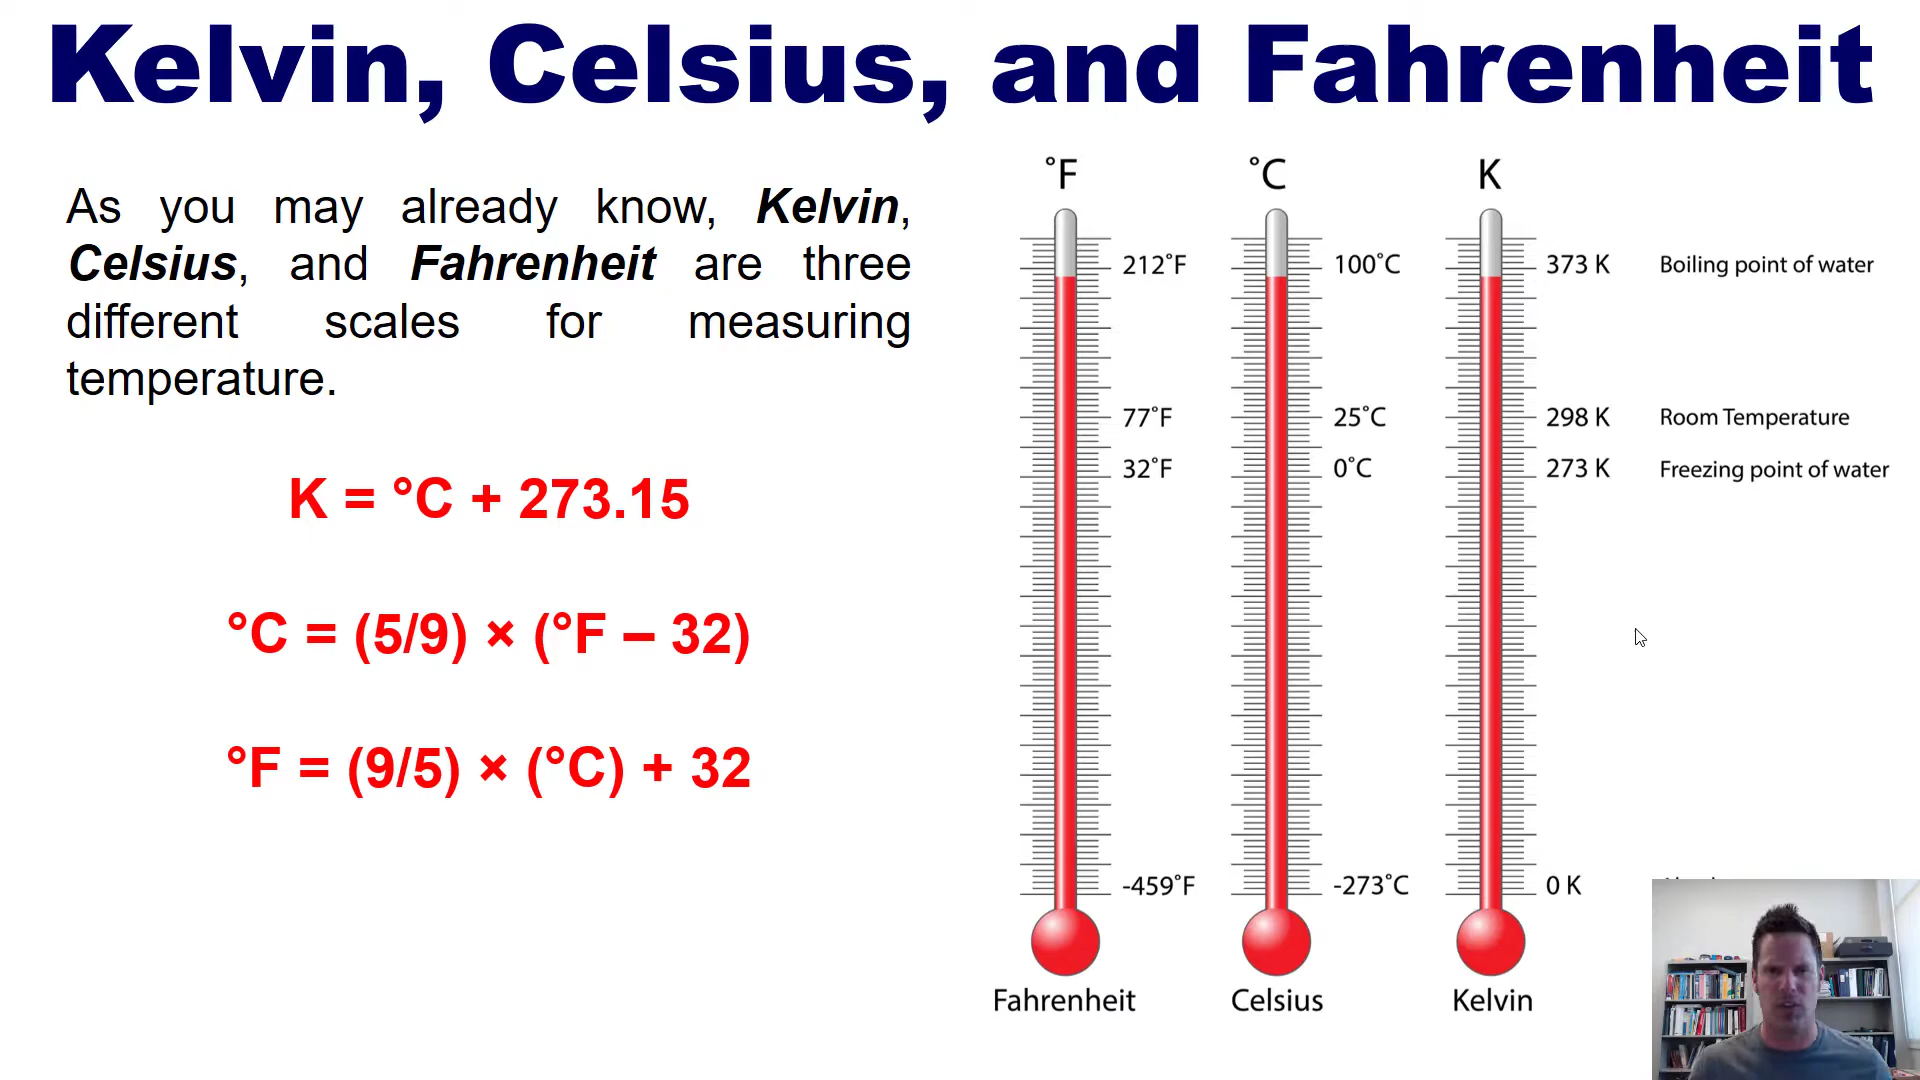 Kelvin, Celsius, and Fahrenheit
As you may already know, Kelvin,
Celsius, and Fahrenheit are three
different scales for measuring
temperature.
K = °C + 273.15
°C = (5/9) × (°F – 32)
°F = (9/5) × (°C) + 32
°F °C K
212°F 100°C 373 K Boiling point of water
77°F 25°C 298 K Room Temperature
32°F 0°C 273 K Freezing point of water
-459°F -273°C 0 K
Fahrenheit Celsius Kelvin